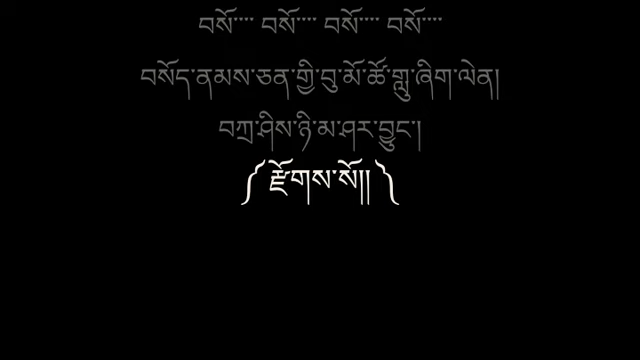 བསོ་་་་ བསོ་་་་ བསོ་་་་ བསོ་་་་
བསོད་ནམས་ཅན་གྱི་བུ་མོ་ཚོ་གླུ་ཞིག་ལེན།
བཀྲ་ཤིས་ཉི་མ་ཤར་བྱུང་།
༼ རྫོགས་སོ།། ༽